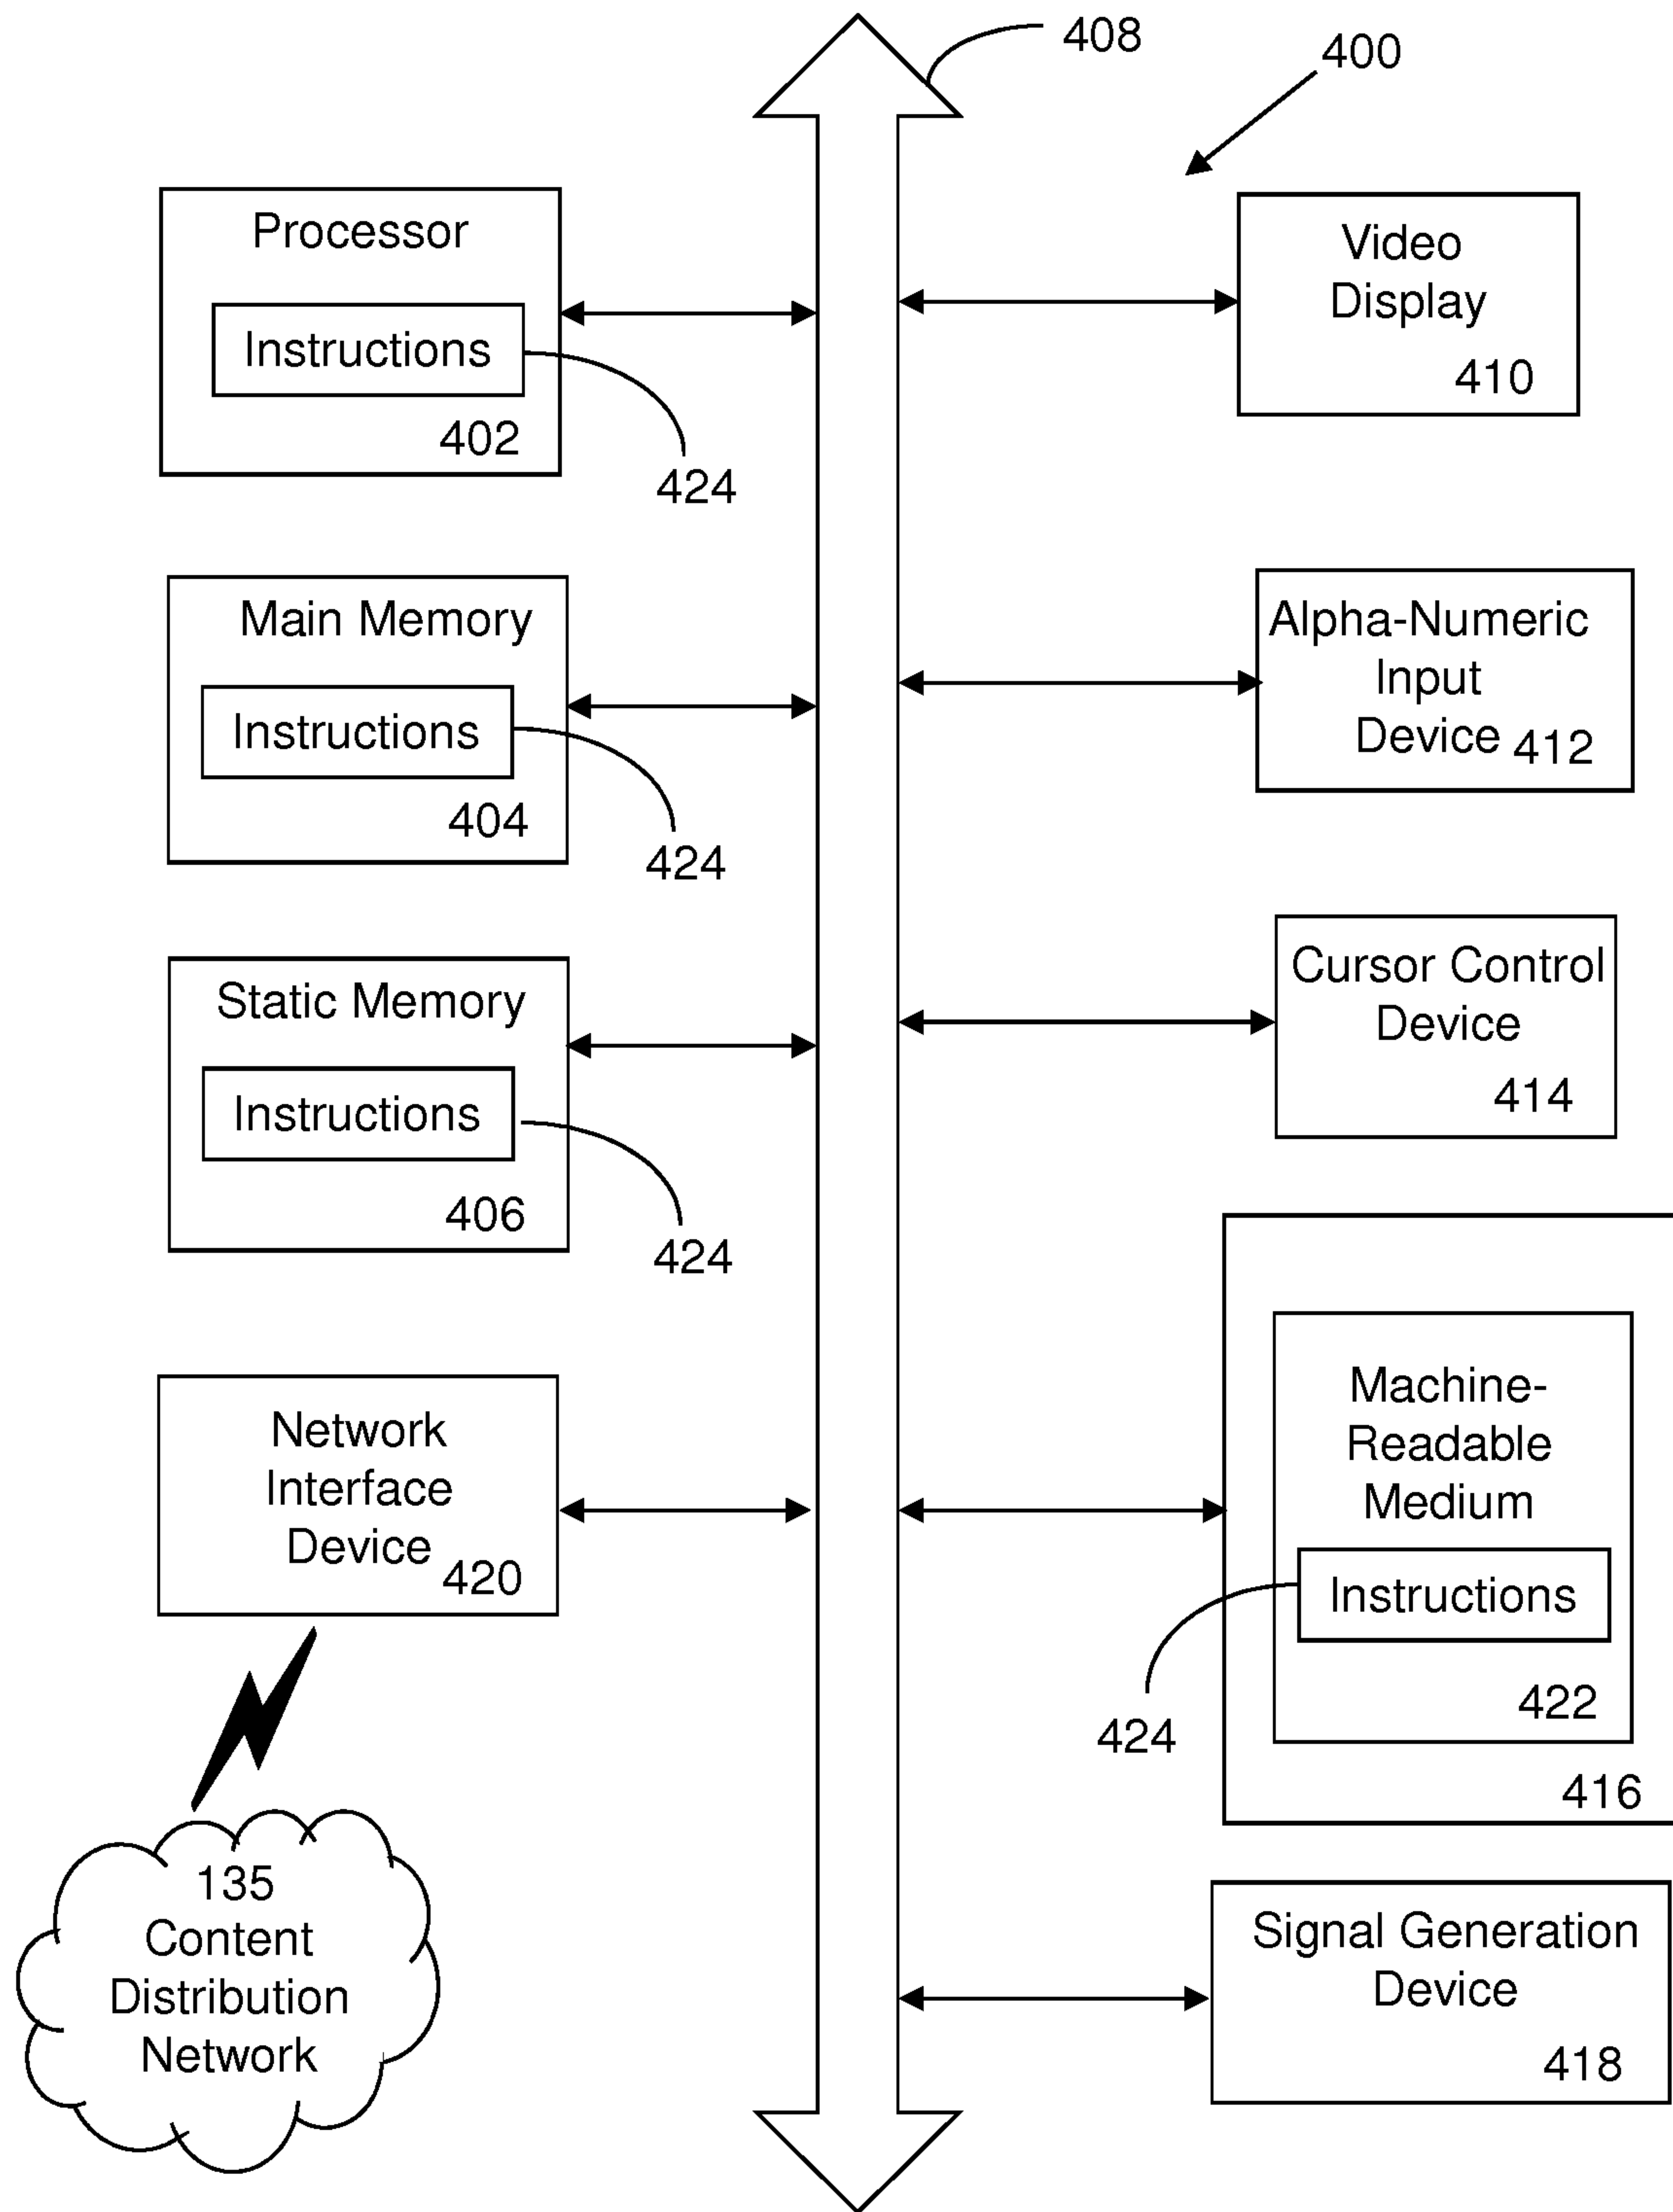 408
400
Processor
Instructions
402
424
Video
Display
410
Main Memory
Instructions
404
424
Alpha-Numeric
Input
Device 412
Static Memory
Instructions
406
424
Cursor Control
Device
414
Network
Interface
Device 420
Machine-
Readable
Medium
Instructions
422
424
416
135
Content
Distribution
Network
Signal Generation
Device
418